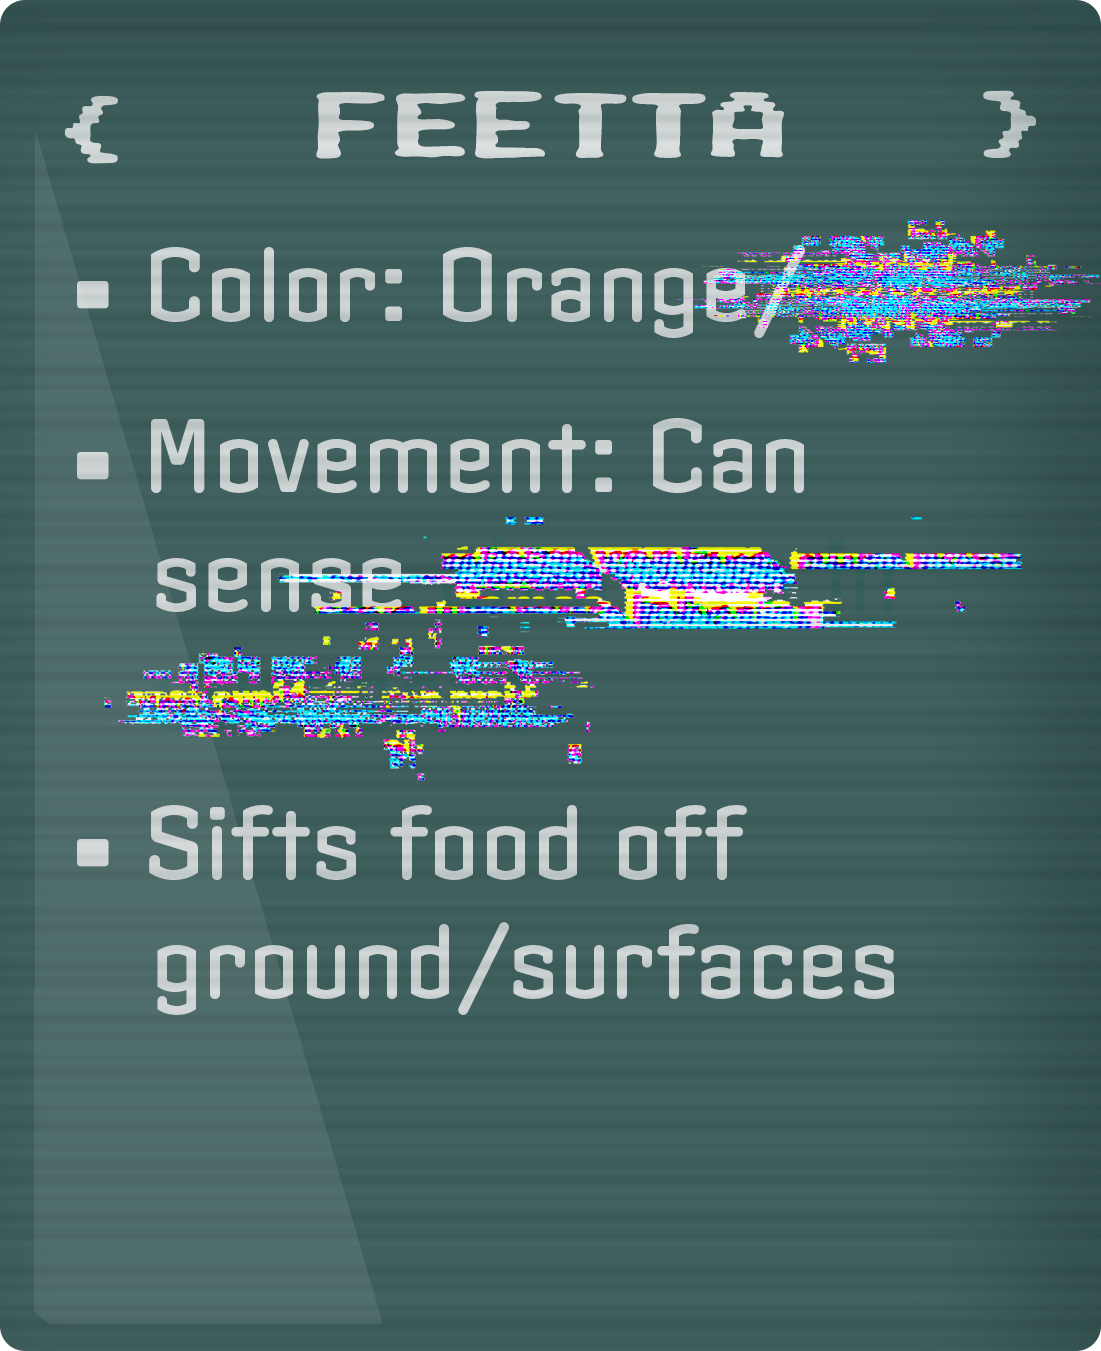 < FEETTA >
▪ Color: Orange/
▪ Movement: Can
sense
▪ Sifts food off
ground/surfaces